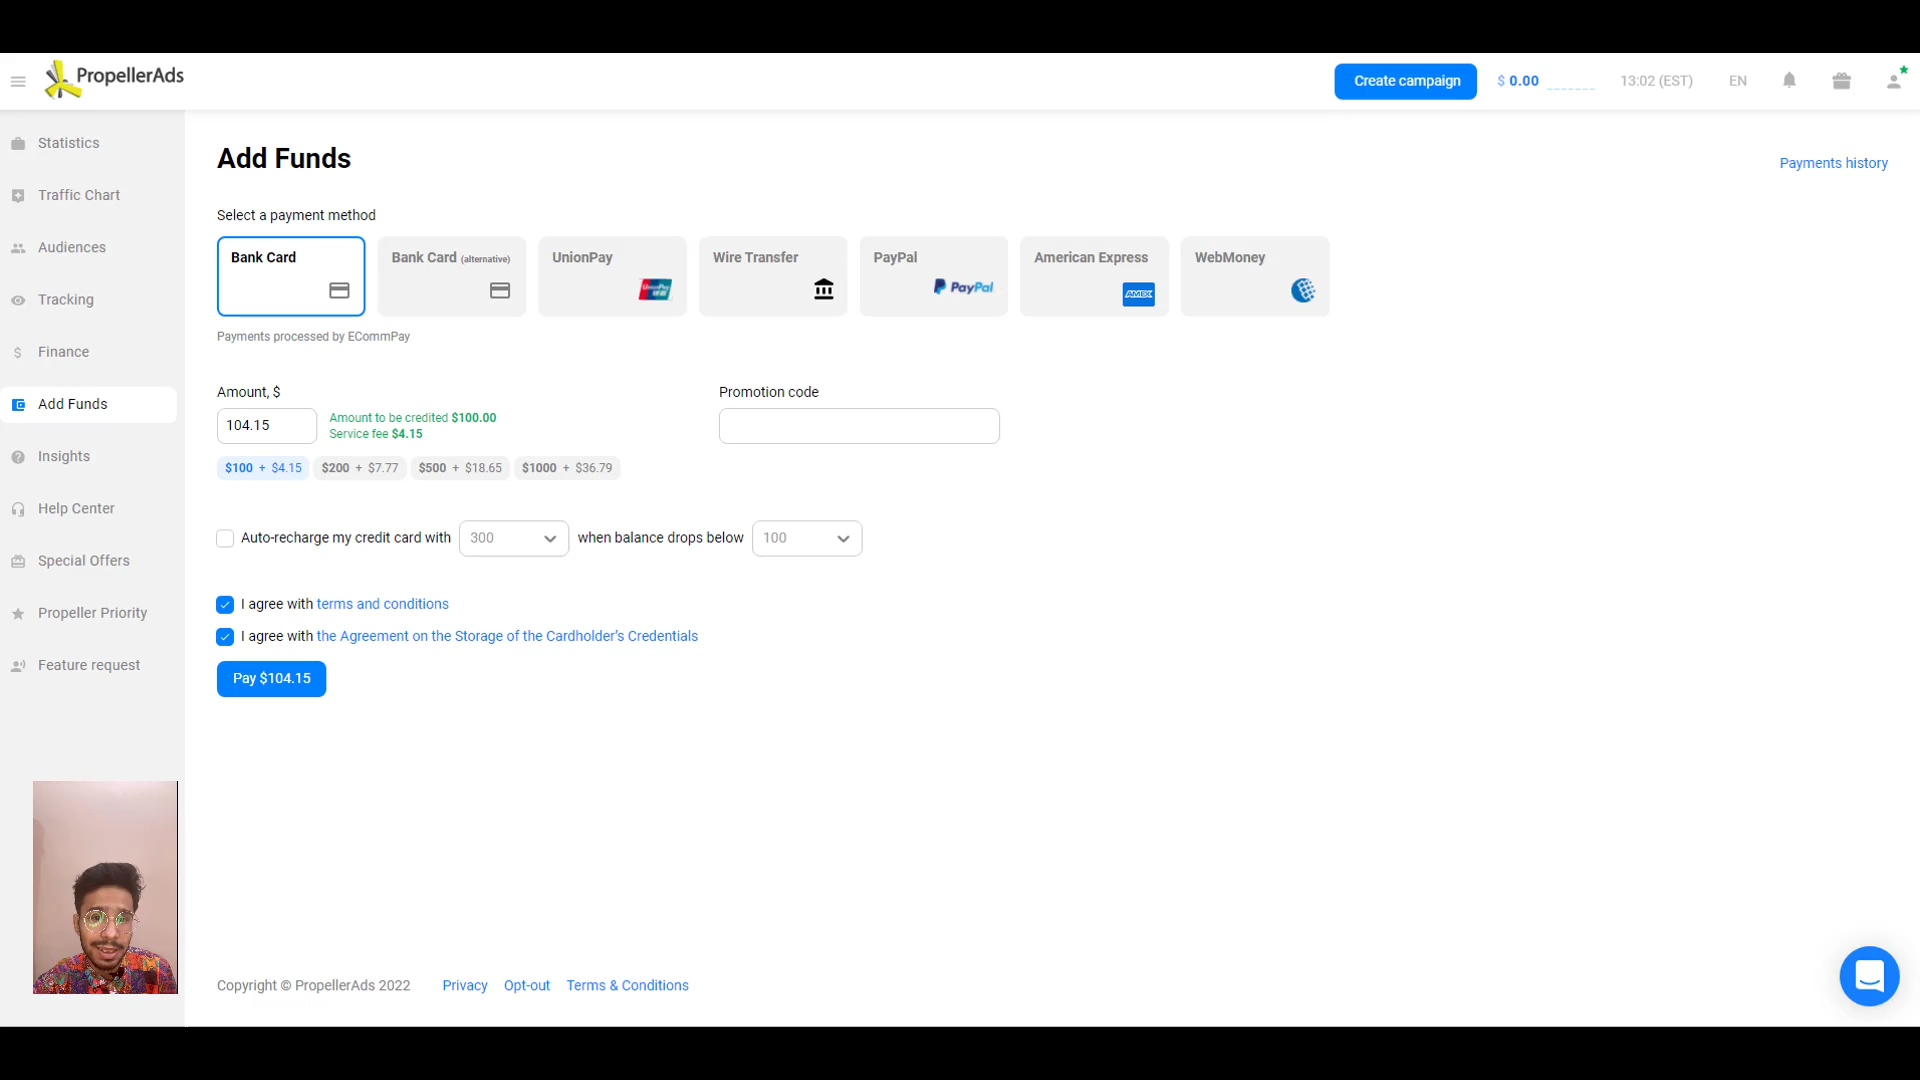 PropellerAds
Create campaign
$ 0.00
13:02 (EST)
EN
Statistics
Traffic Chart
Audiences
Tracking
Finance
Add Funds
Insights
Help Center
Special Offers
Propeller Priority
Feature request
Add Funds
Payments history
Select a payment method
Bank Card
Bank Card (alternative)
UnionPay
UnionPay
Wire Transfer
PayPal
PayPal
American Express
AMEX
WebMoney
Payments processed by ECommPay
Amount, $
104.15
Amount to be credited $100.00
Service fee $4.15
$100 + $4.15
$200 + $7.77
$500 + $18.65
$1000 + $36.79
Promotion code
Auto-recharge my credit card with 300 when balance drops below 100
I agree with terms and conditions
I agree with the Agreement on the Storage of the Cardholder's Credentials
Pay $104.15
Copyright © PropellerAds 2022 Privacy Opt-out Terms & Conditions